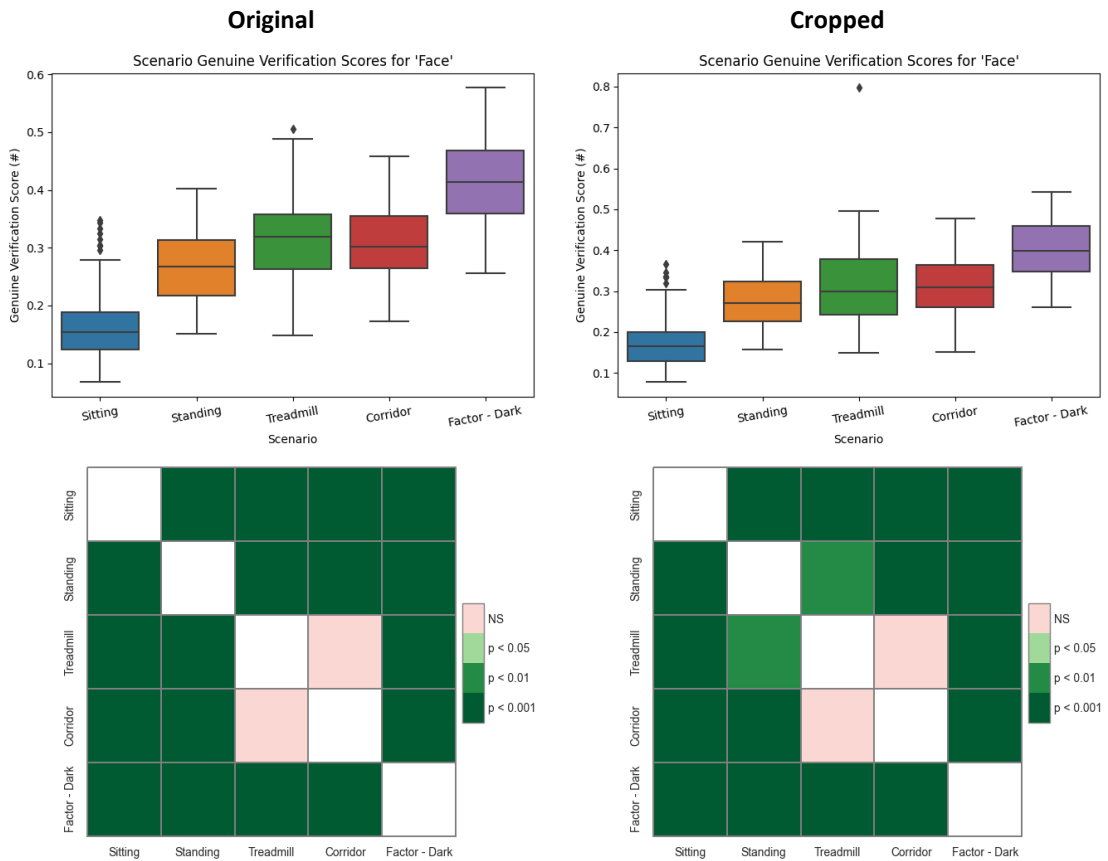 Original
Cropped
Scenario Genuine Verification Scores for 'Face'
Genuine Verification Score (#)
0.6
0.5
0.4
0.3
0.2
0.1
Sitting
Standing
Treadmill
Corridor
Factor - Dark
Scenario
Scenario Genuine Verification Scores for 'Face'
Genuine Verification Score (#)
0.8
0.7
0.6
0.5
0.4
0.3
0.2
0.1
Sitting
Standing
Treadmill
Corridor
Factor - Dark
Scenario
Sitting
Standing
Treadmill
Corridor
Factor - Dark
Sitting
Standing
Treadmill
Corridor
Factor - Dark
NS
p < 0.05
p < 0.01
p < 0.001
Sitting
Standing
Treadmill
Corridor
Factor - Dark
Sitting
Standing
Treadmill
Corridor
Factor - Dark
NS
p < 0.05
p < 0.01
p < 0.001